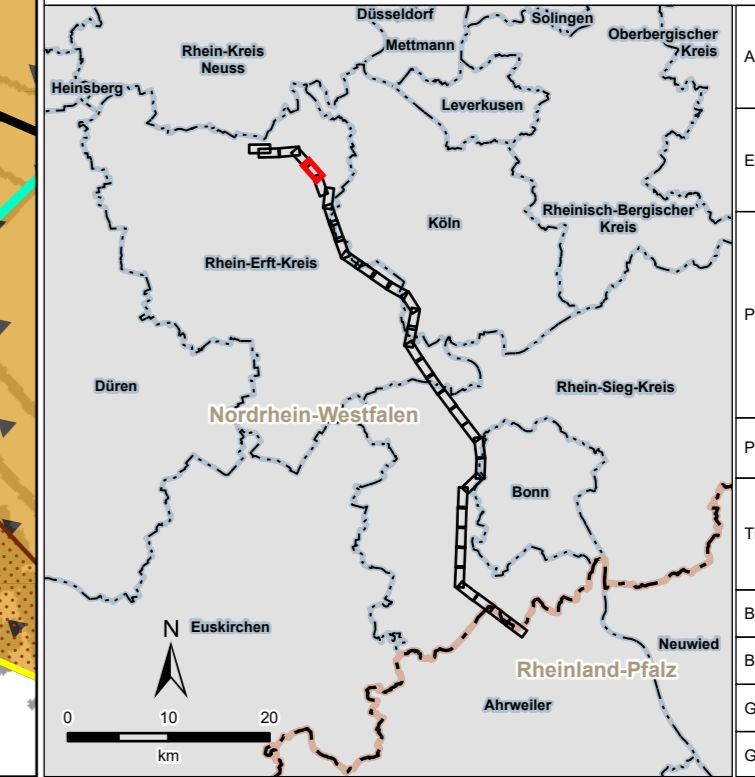 Düsseldorf
Solingen
Mettmann
Oberbergischer
Kreis
Rhein-Kreis
Neuss
Heinsberg
Leverkusen
Köln
Rheinisch-Bergischer
Kreis
Rhein-Erft-Kreis
Düren
Rhein-Sieg-Kreis
Nordrhein-Westfalen
Bonn
Euskirchen
Neuwied
Rheinland-Pfalz
Ahrweiler
N
0 10 20
km
A
E
P
P
B
B
G
G